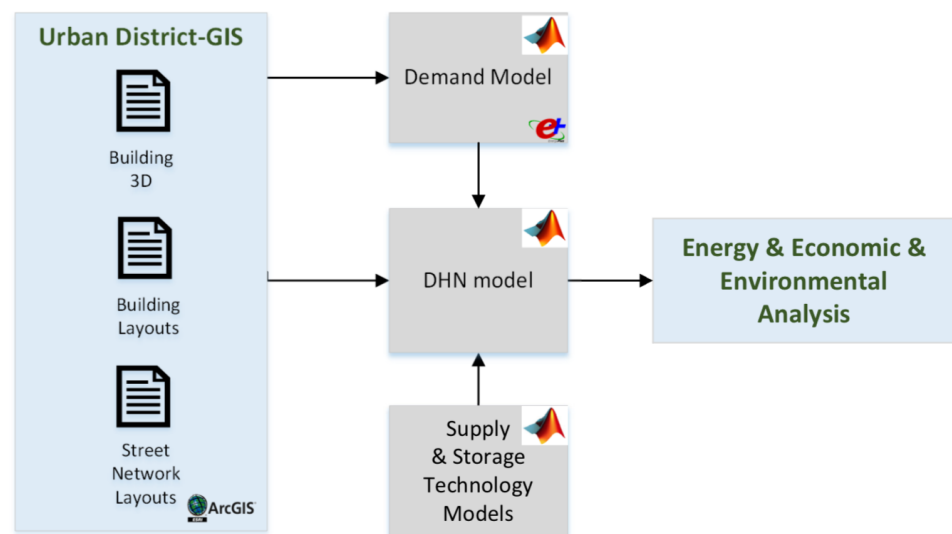 Urban District-GIS
Building
3D
Building
Layouts
Street
Network
Layouts
ArcGIS
Demand Model
e+
DHN model
Supply
& Storage
Technology
Models
Energy & Economic &
Environmental
Analysis